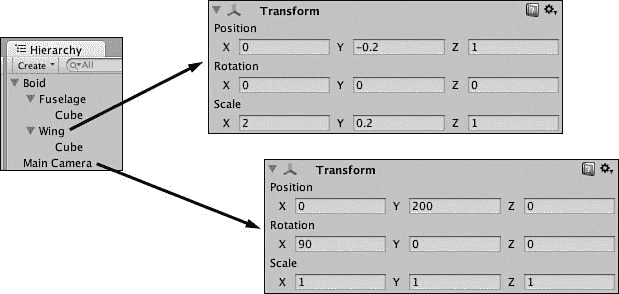 Hierarchy
Create All
Boid
Fuselage
Cube
Wing
Cube
Main Camera
Transform
Position
X 0 Y -0.2 Z 1
Rotation
X 0 Y 0 Z 0
Scale
X 2 Y 0.2 Z 1
Transform
Position
X 0 Y 200 Z 0
Rotation
X 90 Y 0 Z 0
Scale
X 1 Y 1 Z 1